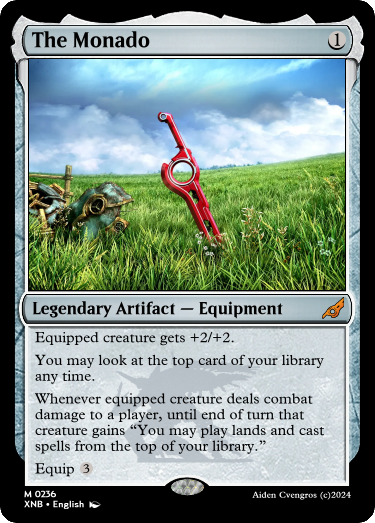 The Monado 1
Legendary Artifact — Equipment
Equipped creature gets +2/+2.
You may look at the top card of your library
any time.
Whenever equipped creature deals combat
damage to a player, until end of turn that
creature gains “You may play lands and cast
spells from the top of your library.”
Equip 3
M 0236
XNB • English Aiden Cvengros (c)2024